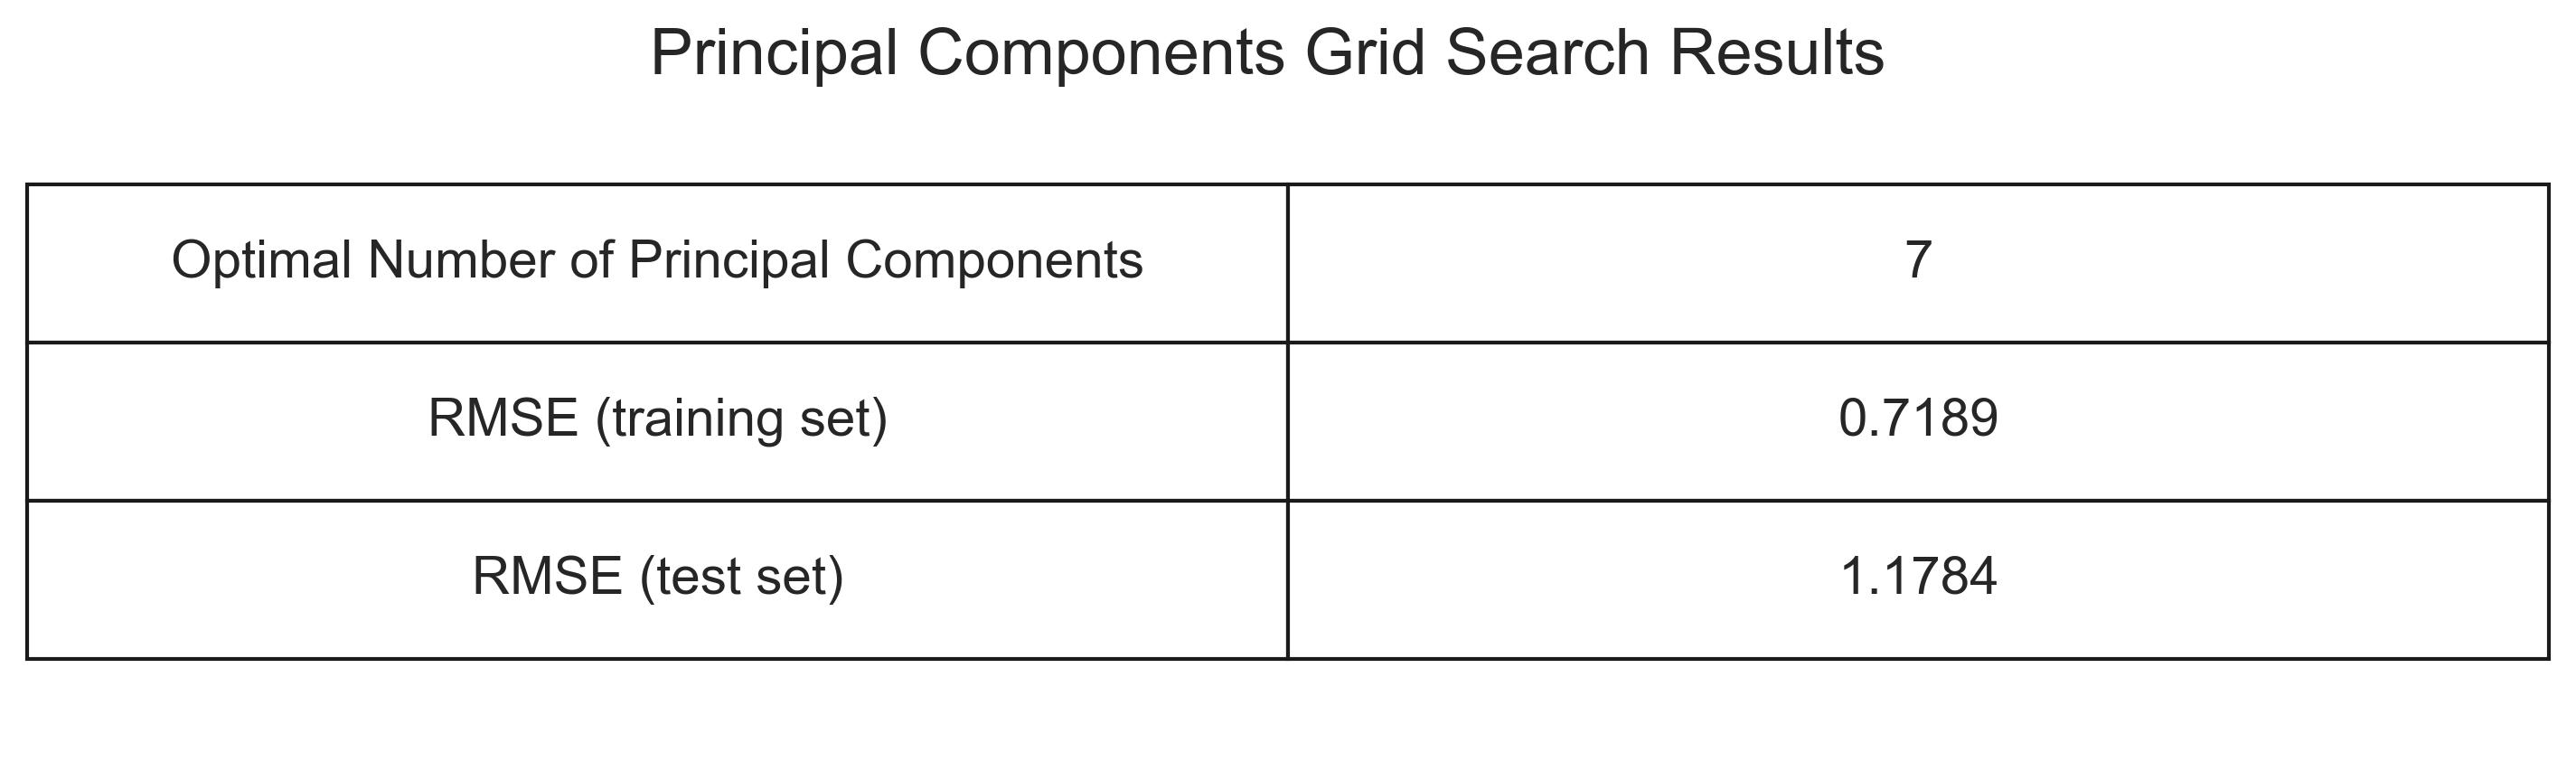 Principal Components Grid Search Results
Optimal Number of Principal Components 7
RMSE (training set) 0.7189
RMSE (test set) 1.1784